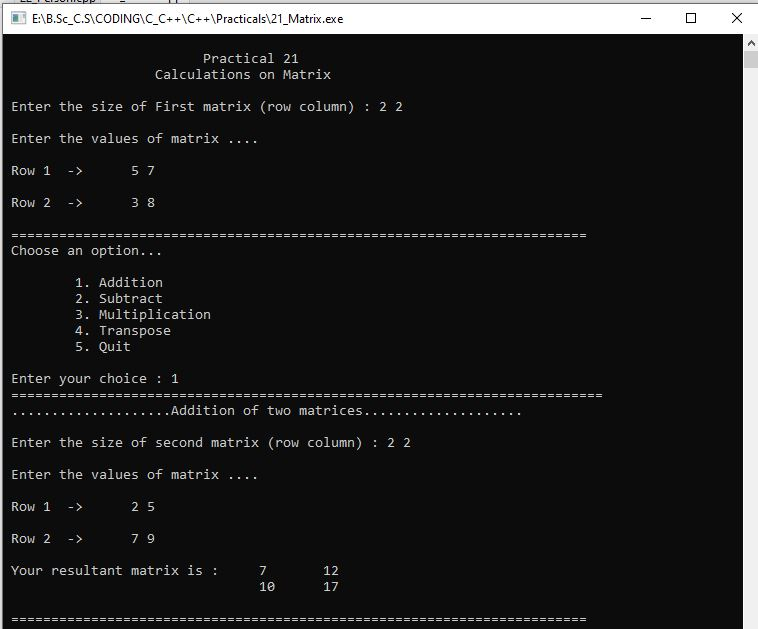 E:\B.Sc_C.S\CODING\C_C++\C++\Practicals\21_Matrix.exe
Practical 21
Calculations on Matrix
Enter the size of First matrix (row column) : 2 2
Enter the values of matrix ....
Row 1 -> 5 7
Row 2 -> 3 8
========================================================================
Choose an option...
1. Addition
2. Subtract
3. Multiplication
4. Transpose
5. Quit
Enter your choice : 1
==========================================================================
....................Addition of two matrices....................
Enter the size of second matrix (row column) : 2 2
Enter the values of matrix ....
Row 1 -> 2 5
Row 2 -> 7 9
Your resultant matrix is : 7 12
10 17
========================================================================